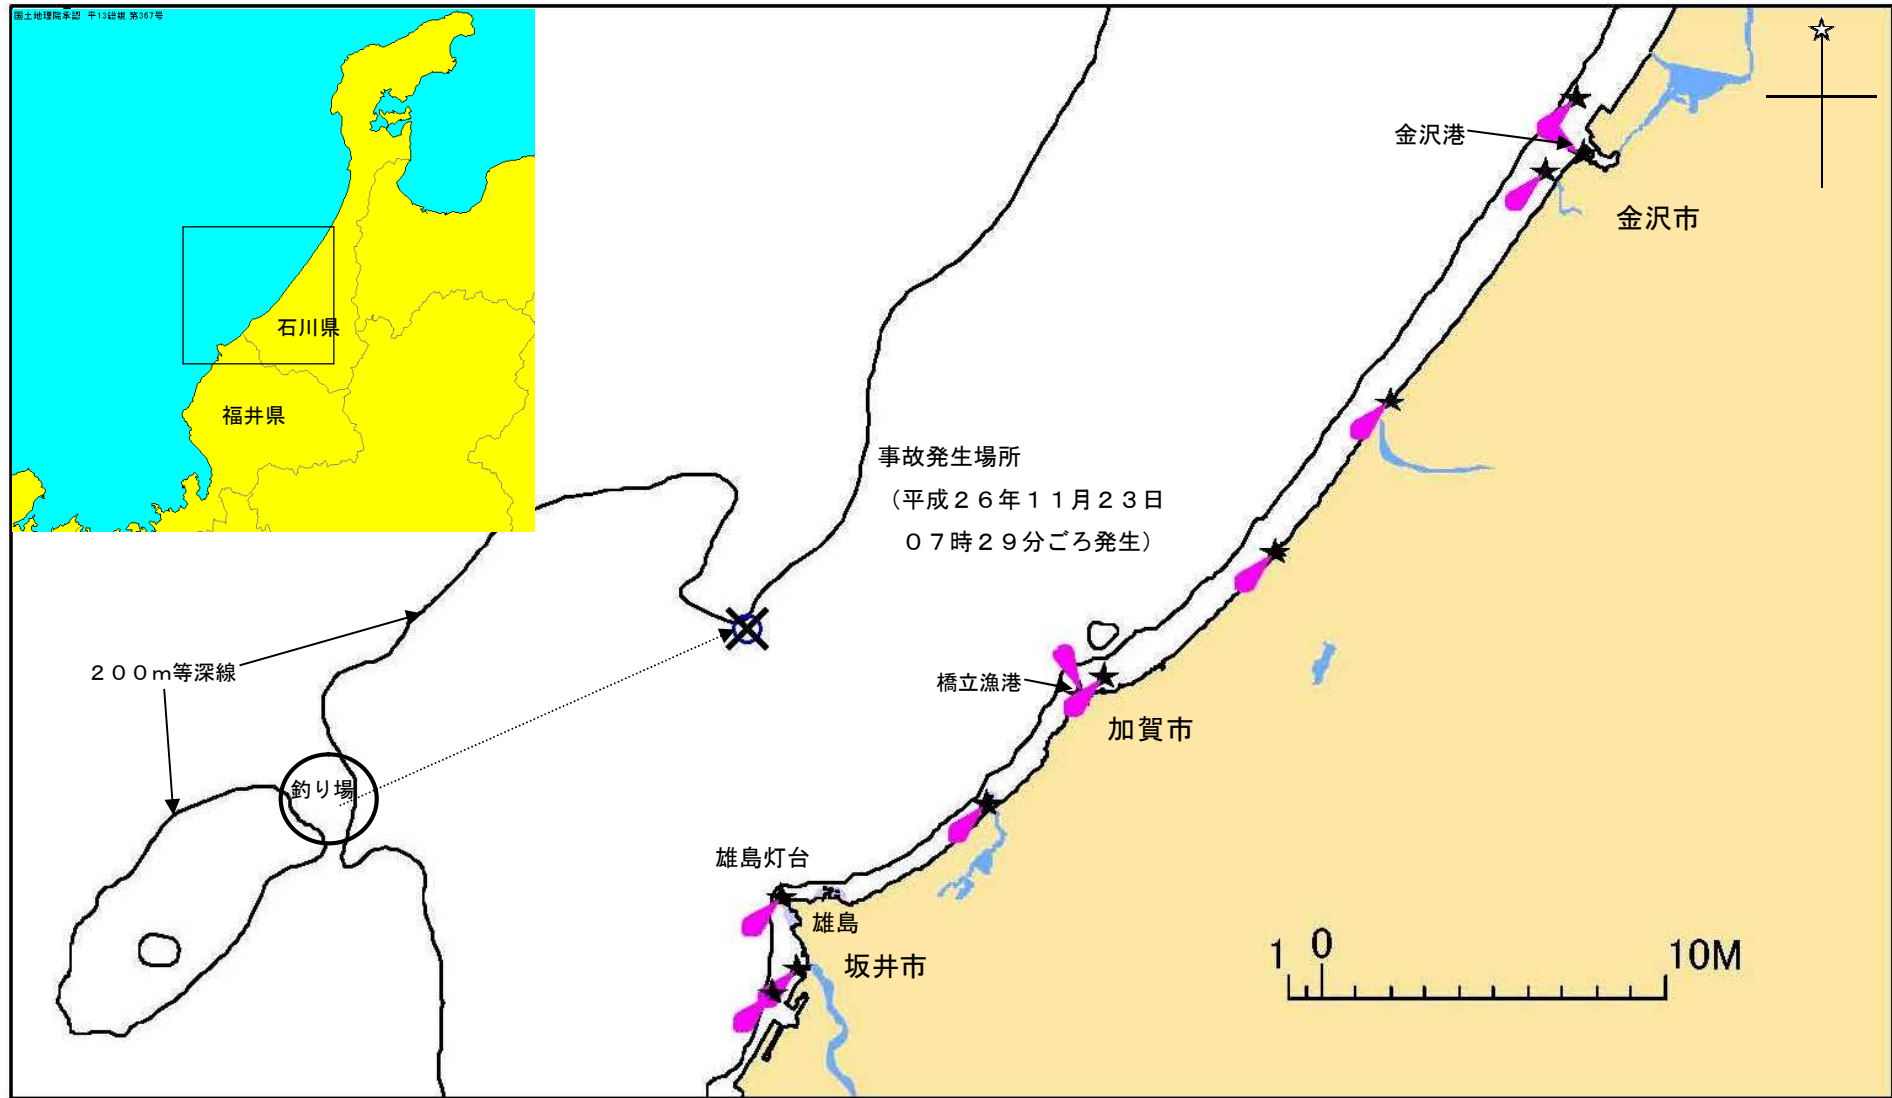 国土地理院承認 平13総複 第367号
石川県
福井県
金沢港
金沢市
事故発生場所
（平成２６年１１月２３日
０７時２９分ごろ発生）
２００ｍ等深線
橋立漁港
加賀市
釣り場
雄島灯台
雄島
坂井市
1 0 10M